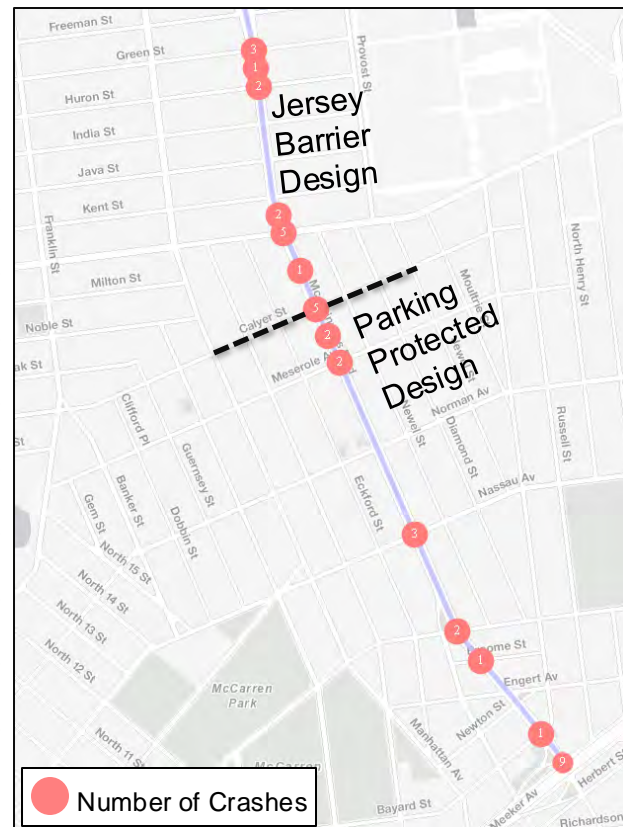 Freeman St
Green St
Provost St
3
1
2
Huron St
Jersey
Barrier
Design
India St
Java St
Kent St
2
5
Franklin St
North Henry St
Milton St
1
Noble St
Calyer St
5
Parking
Protected
Design
2
2
Meserole Av
Newel St
Norman Av
Clifford Pl
Guernsey St
Diamond St
Russell St
Banker St
Gem St
Dobbin St
Eckford St
Nassau Av
North 15 St
3
North 14 St
North 13 St
North 12 St
North 11 St
2
1
Engert Av
McCarren
Park
Newton St
Manhattan Av
1
9
Herbert St
Meeker Av
Bayard St
Richardson
Number of Crashes